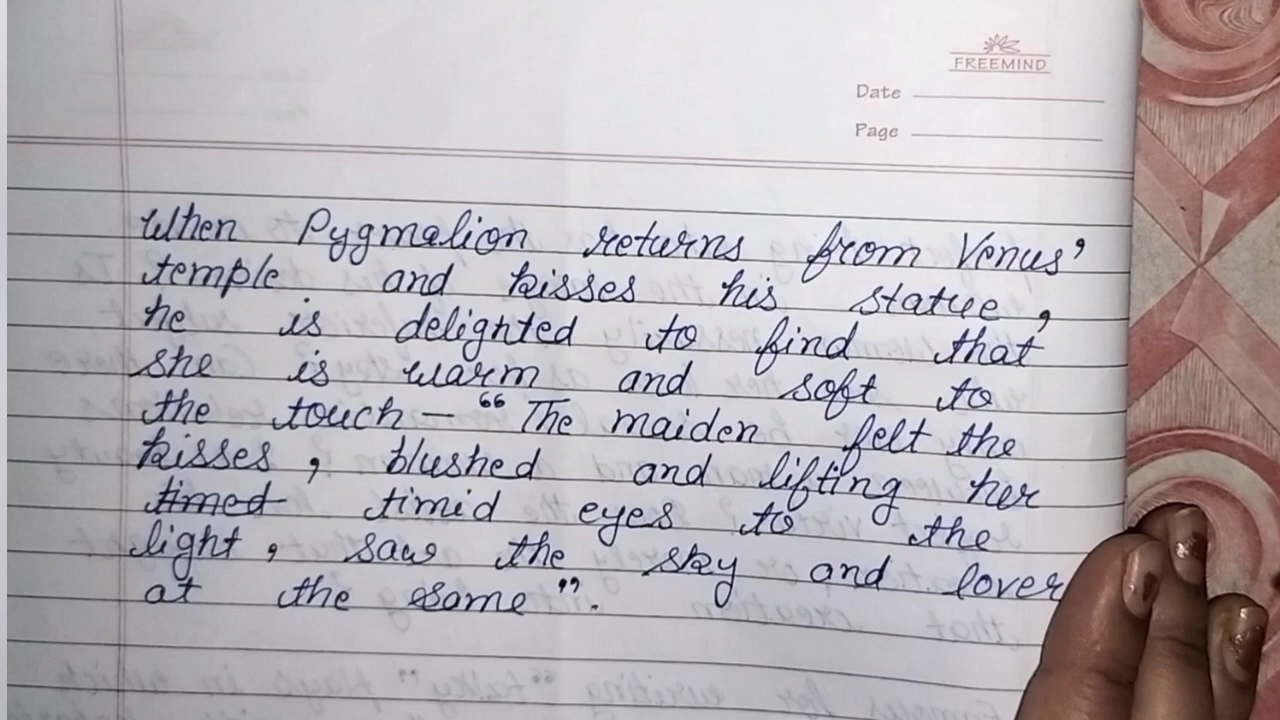 FREEMIND
Date
Page
When Pygmalion returns from Venus'
temple and kisses his statue,
he is delighted to find that
she is warm and soft to
the touch - "The maiden felt the
kisses, blushed and lifting her
timed timid eyes to the
light, saw the sky and lover
at the same".